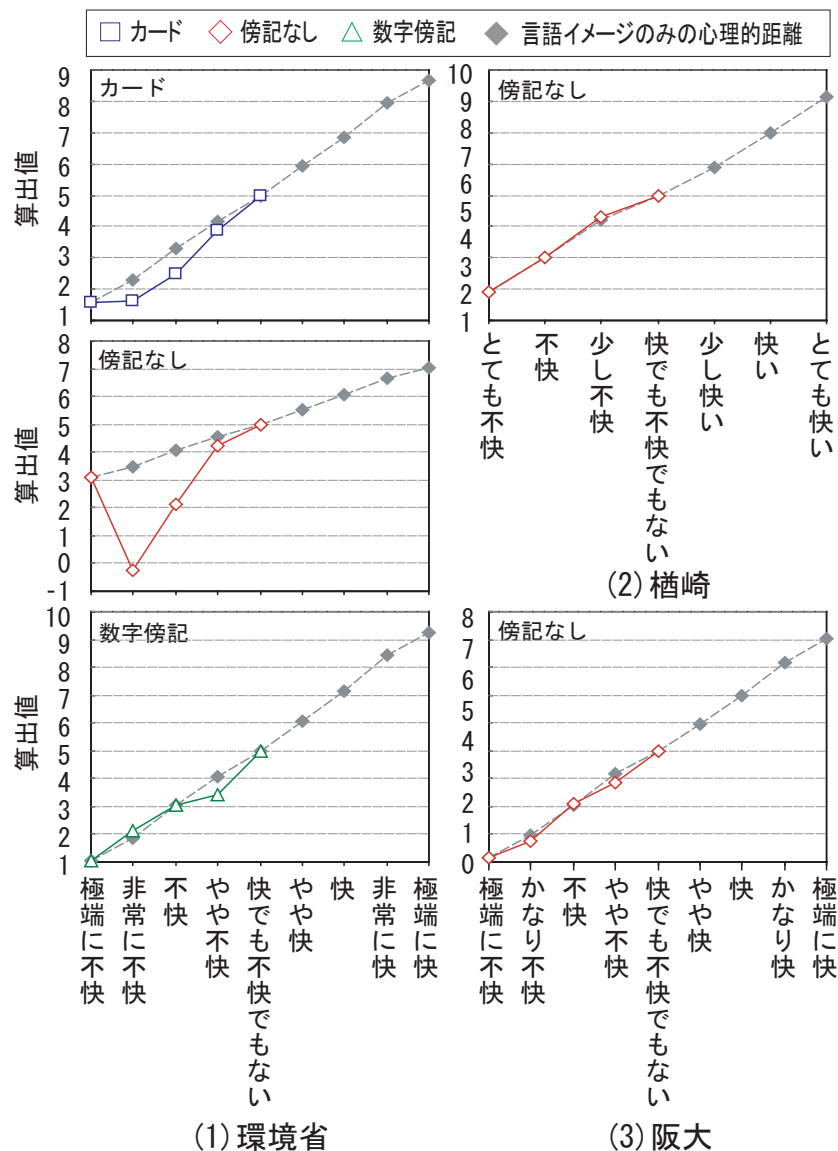 カード 傍記なし 数字傍記 言語イメージのみの心理的距離
カード
算出値
9
8
7
6
5
4
3
2
1
傍記なし
10
9
8
7
6
5
4
3
2
1
とても不快
不快
少し不快
快でも不快でもない
少し快い
快い
とても快い
(2)楢崎
傍記なし
算出値
8
7
6
5
4
3
2
1
0
-1
数字傍記
算出値
10
9
8
7
6
5
4
3
2
1
極端に不快
非常に不快
不快
やや不快
快でも不快でもない
やや快
快
非常に快
極端に快
(1)環境省
傍記なし
8
7
6
5
4
3
2
1
0
極端に不快
かなり不快
不快
やや不快
快でも不快でもない
やや快
快
かなり快
極端に快
(3)阪大